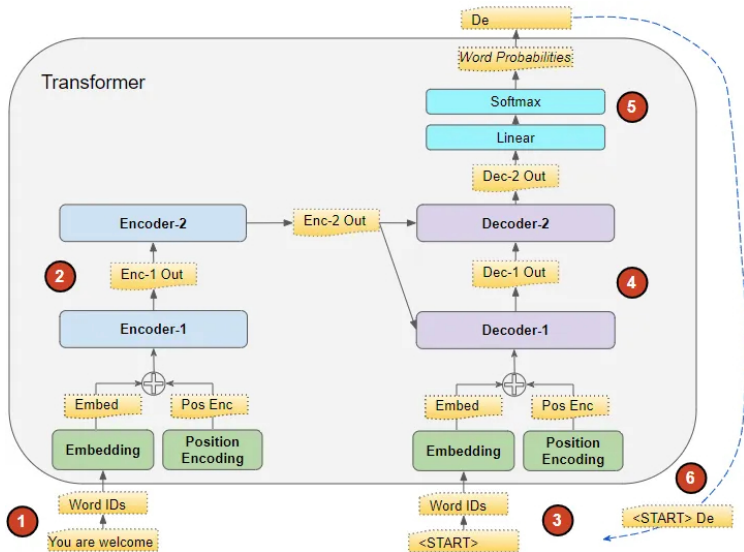 De
Word Probabilities
Transformer
Softmax
5
Linear
Dec-2 Out
Encoder-2
Enc-2 Out
Decoder-2
2
Enc-1 Out
Dec-1 Out
4
Encoder-1
Decoder-1
Embed
Pos Enc
Embed
Pos Enc
Embedding
Position
Encoding
Embedding
Position
Encoding
6
1
Word IDs
Word IDs
3
<START> De
You are welcome
<START>